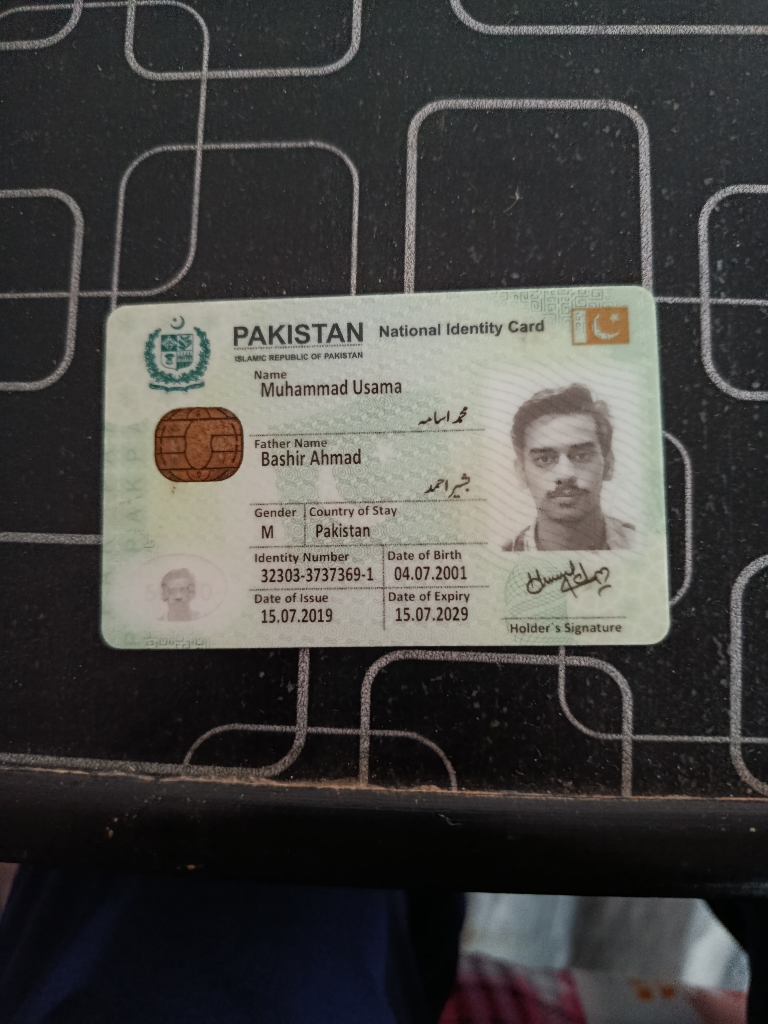 PAKISTAN National Identity Card
ISLAMIC REPUBLIC OF PAKISTAN
Name
Muhammad Usama
محمد اسامہ
Father Name
Bashir Ahmad
بشیر احمد
Gender Country of Stay
M Pakistan
Identity Number Date of Birth
32303-3737369-1 04.07.2001
Date of Issue Date of Expiry
15.07.2019 15.07.2029
Holder's Signature